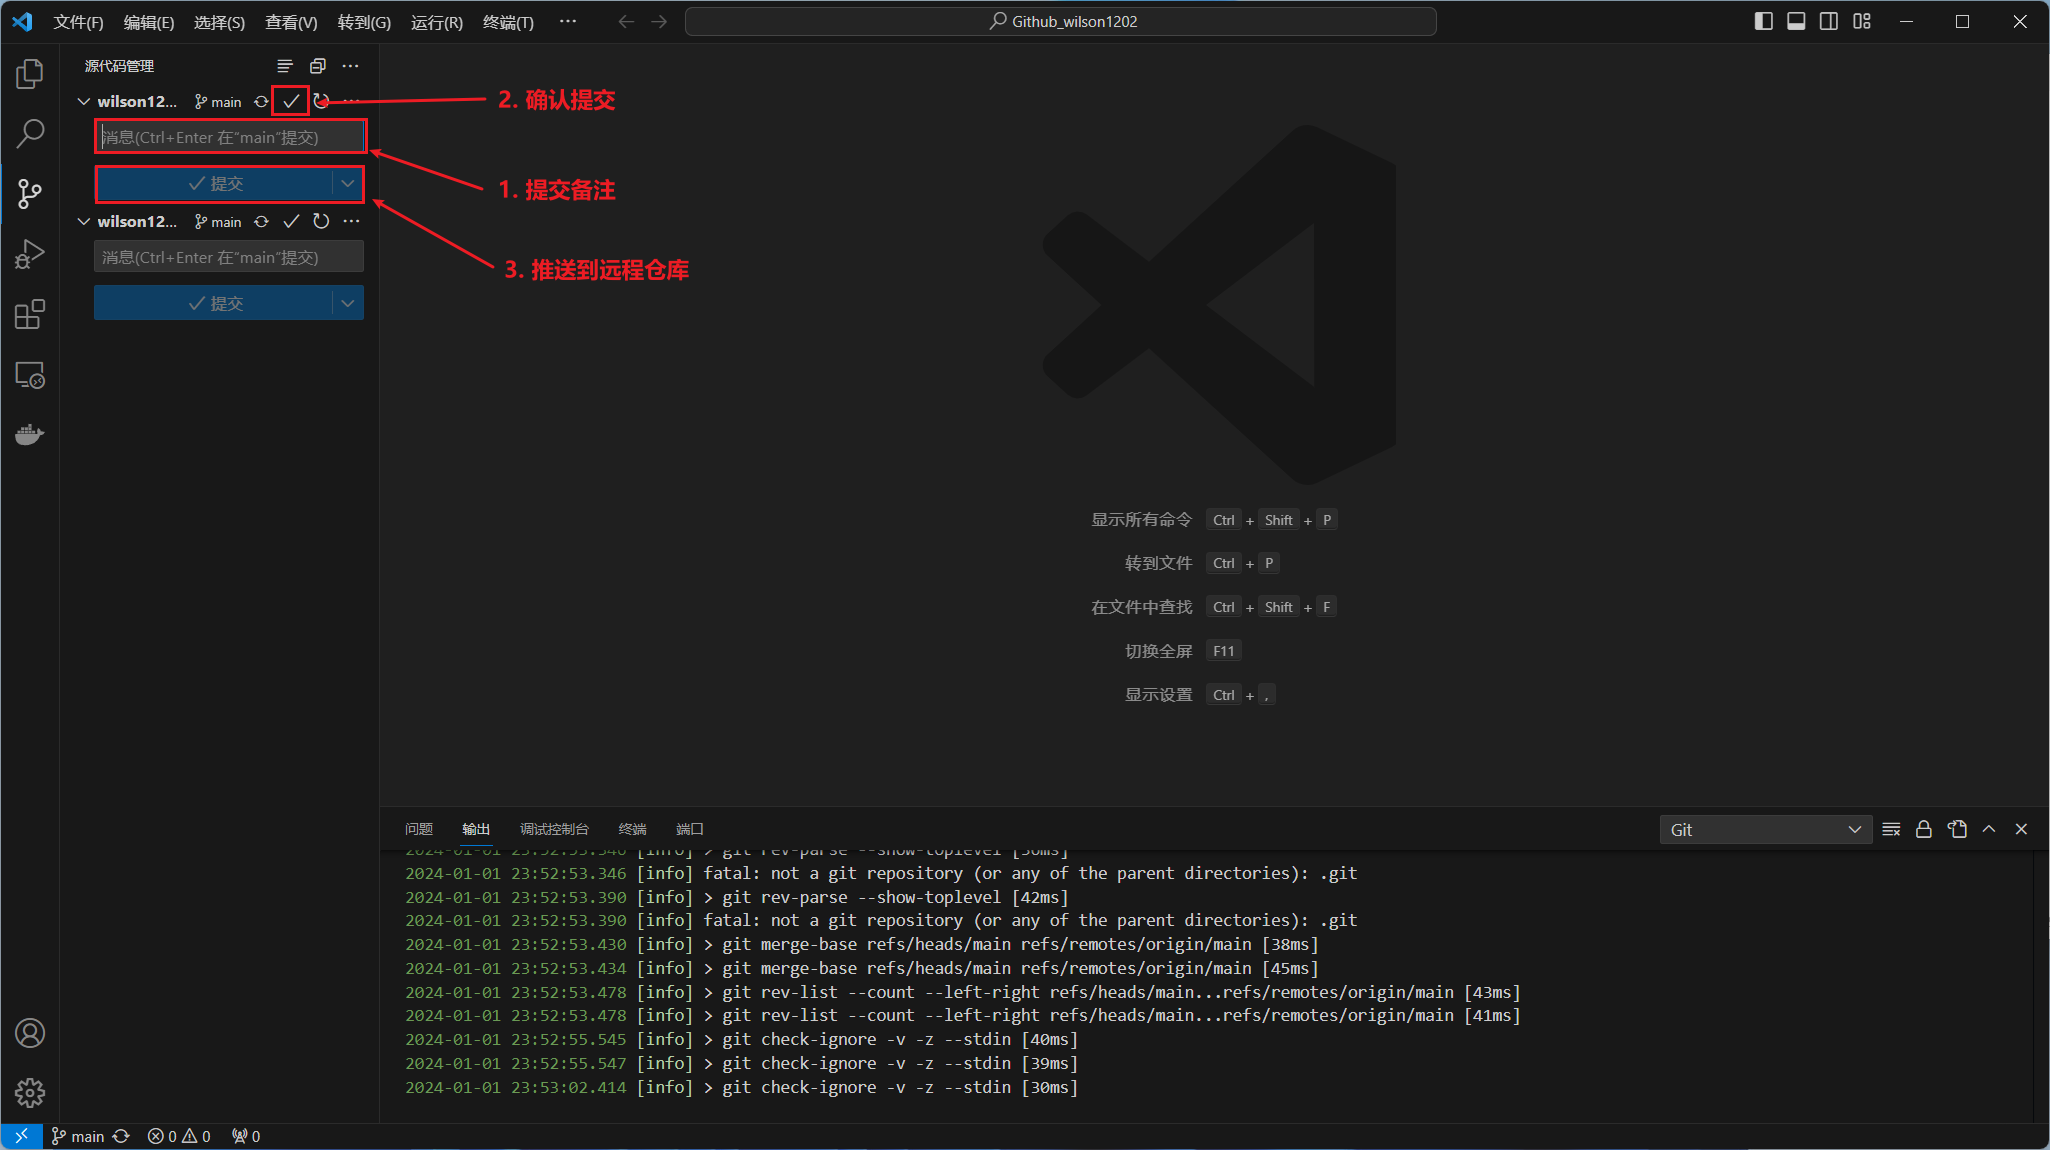 文件(F) 编辑(E) 选择(S) 查看(V) 转到(G) 运行(R) 终端(T) ··· Github_wilson1202
源代码管理
wilson12... main
消息(Ctrl+Enter 在“main”提交)
提交
wilson12... main
消息(Ctrl+Enter 在“main”提交)
提交
2. 确认提交
1. 提交备注
3. 推送到远程仓库
显示所有命令 Ctrl + Shift + P
转到文件 Ctrl + P
在文件中查找 Ctrl + Shift + F
切换全屏 F11
显示设置 Ctrl + ,
问题 输出 调试控制台 终端 端口 Git
2024-01-01 23:52:53.346 [info] > git rev-parse --show-toplevel [36ms]
2024-01-01 23:52:53.346 [info] fatal: not a git repository (or any of the parent directories): .git
2024-01-01 23:52:53.390 [info] > git rev-parse --show-toplevel [42ms]
2024-01-01 23:52:53.390 [info] fatal: not a git repository (or any of the parent directories): .git
2024-01-01 23:52:53.430 [info] > git merge-base refs/heads/main refs/remotes/origin/main [38ms]
2024-01-01 23:52:53.434 [info] > git merge-base refs/heads/main refs/remotes/origin/main [45ms]
2024-01-01 23:52:53.478 [info] > git rev-list --count --left-right refs/heads/main...refs/remotes/origin/main [43ms]
2024-01-01 23:52:53.478 [info] > git rev-list --count --left-right refs/heads/main...refs/remotes/origin/main [41ms]
2024-01-01 23:52:55.545 [info] > git check-ignore -v -z --stdin [40ms]
2024-01-01 23:52:55.547 [info] > git check-ignore -v -z --stdin [39ms]
2024-01-01 23:53:02.414 [info] > git check-ignore -v -z --stdin [30ms]
main 0 0 0